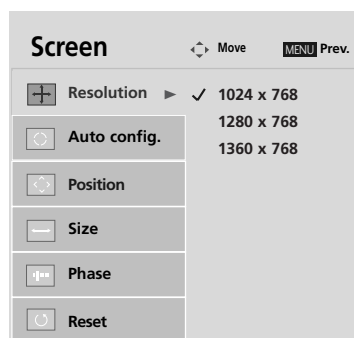 Screen Move MENU Prev.
Resolution ► ✓ 1024 x 768
1280 x 768
1360 x 768
Auto config.
Position
Size
Phase
Reset